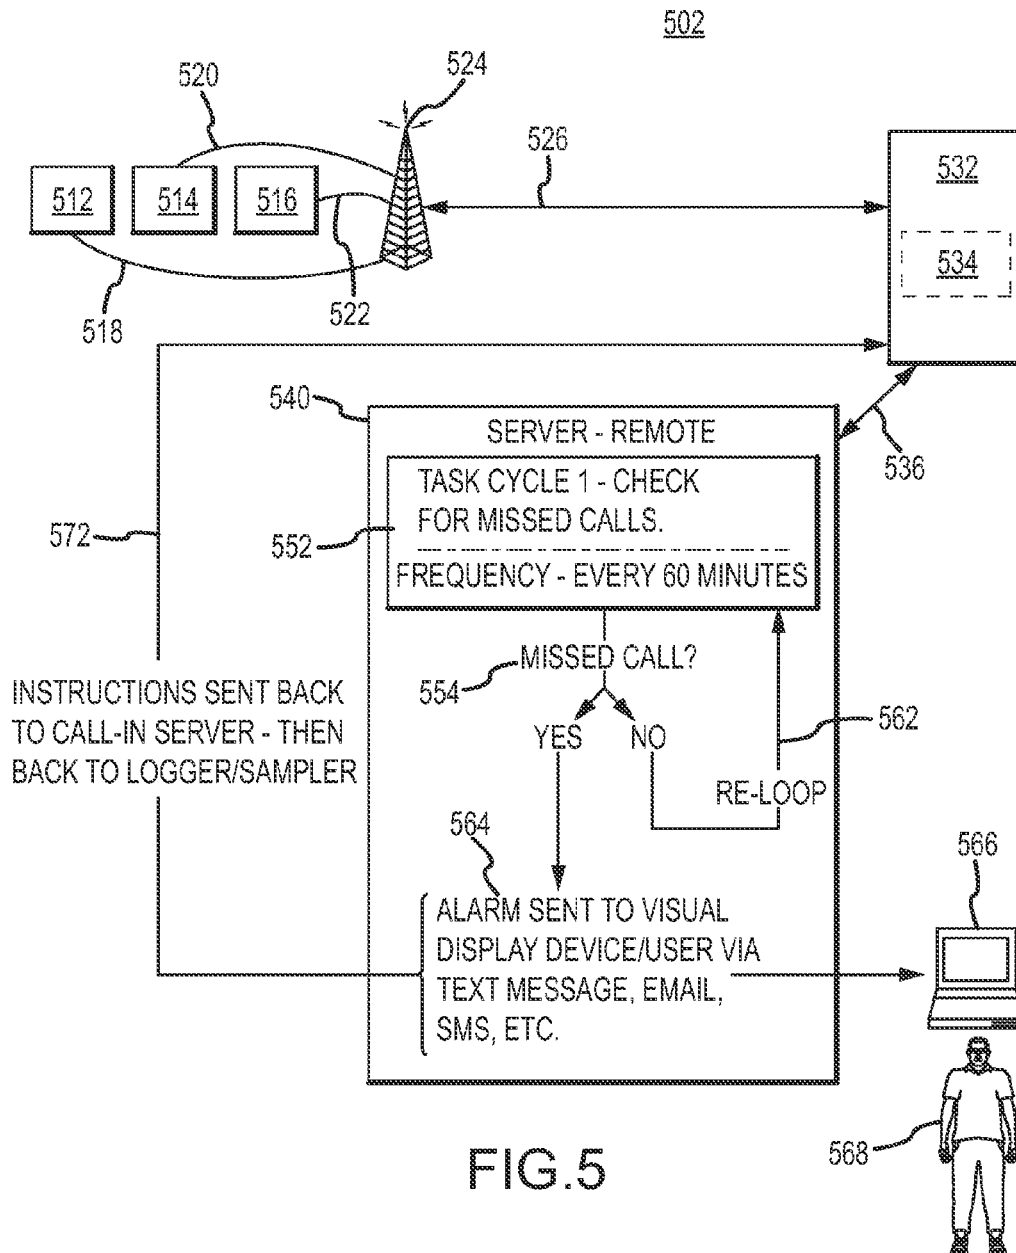 502
520
524
526
532
512
514
516
534
522
518
540
SERVER - REMOTE
536
TASK CYCLE 1 - CHECK
FOR MISSED CALLS.
572
552
FREQUENCY - EVERY 60 MINUTES
MISSED CALL?
554
INSTRUCTIONS SENT BACK
TO CALL-IN SERVER - THEN
BACK TO LOGGER/SAMPLER
YES
NO
562
RE-LOOP
564
566
ALARM SENT TO VISUAL
DISPLAY DEVICE/USER VIA
TEXT MESSAGE, EMAIL,
SMS, ETC.
568
FIG.5